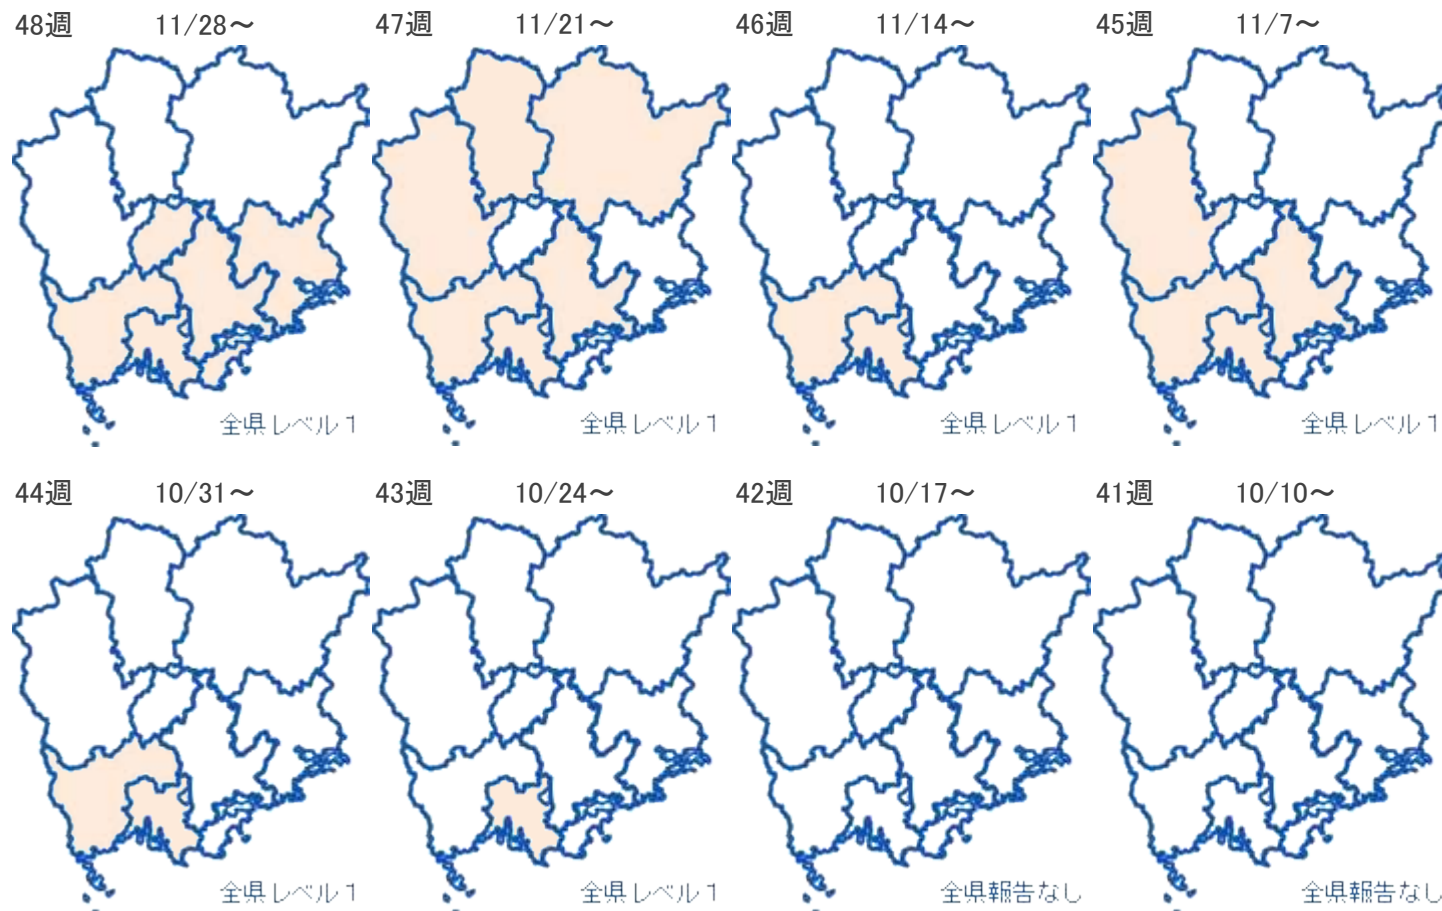 48週 11/28～
47週 11/21～
46週 11/14～
45週 11/7～
全県レベル１
全県レベル１
全県レベル１
全県レベル１
44週 10/31～
43週 10/24～
42週 10/17～
41週 10/10～
全県レベル１
全県レベル１
全県報告なし
全県報告なし